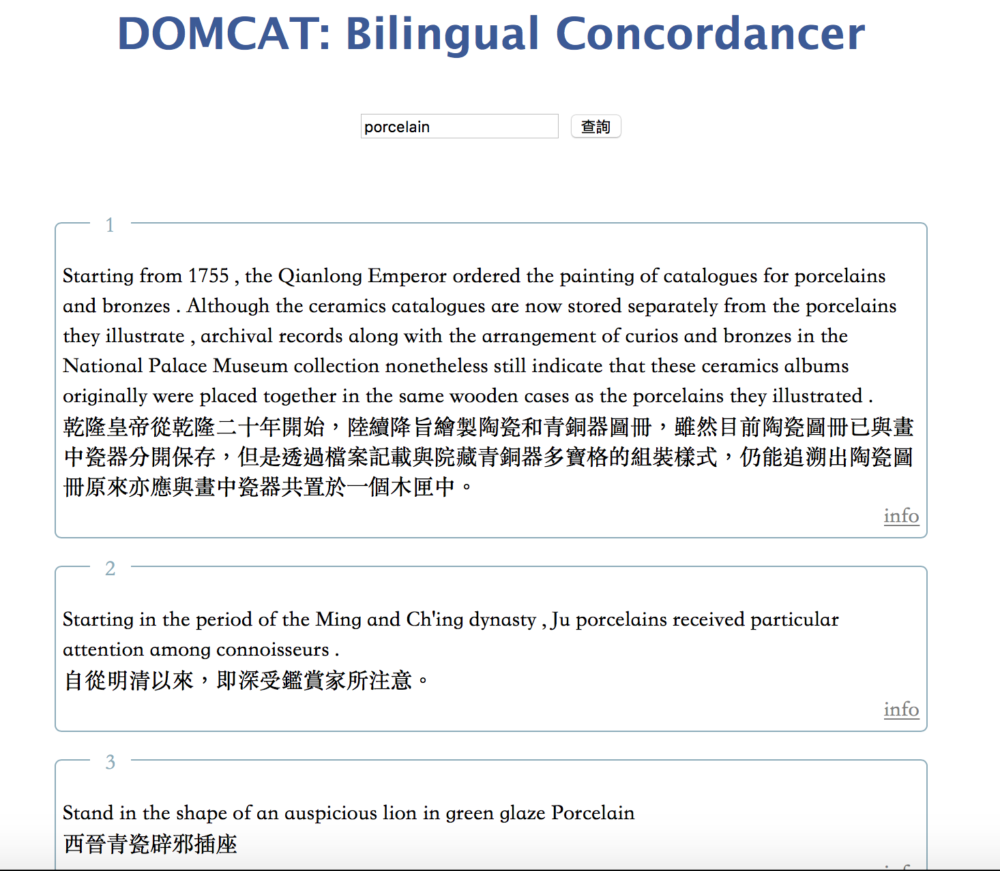 DOMCAT: Bilingual Concordancer
porcelain 查詢
1
Starting from 1755 , the Qianlong Emperor ordered the painting of catalogues for porcelains
and bronzes . Although the ceramics catalogues are now stored separately from the porcelains
they illustrate , archival records along with the arrangement of curios and bronzes in the
National Palace Museum collection nonetheless still indicate that these ceramics albums
originally were placed together in the same wooden cases as the porcelains they illustrated .
乾隆皇帝從乾隆二十年開始，陸續降旨繪製陶瓷和青銅器圖冊，雖然目前陶瓷圖冊已與畫
中瓷器分開保存，但是透過檔案記載與院藏青銅器多寶格的組裝樣式，仍能追溯出陶瓷圖
冊原來亦應與畫中瓷器共置於一個木匣中。
info
2
Starting in the period of the Ming and Ch'ing dynasty , Ju porcelains received particular
attention among connoisseurs .
自從明清以來，即深受鑑賞家所注意。
info
3
Stand in the shape of an auspicious lion in green glaze Porcelain
西晉青瓷辟邪插座